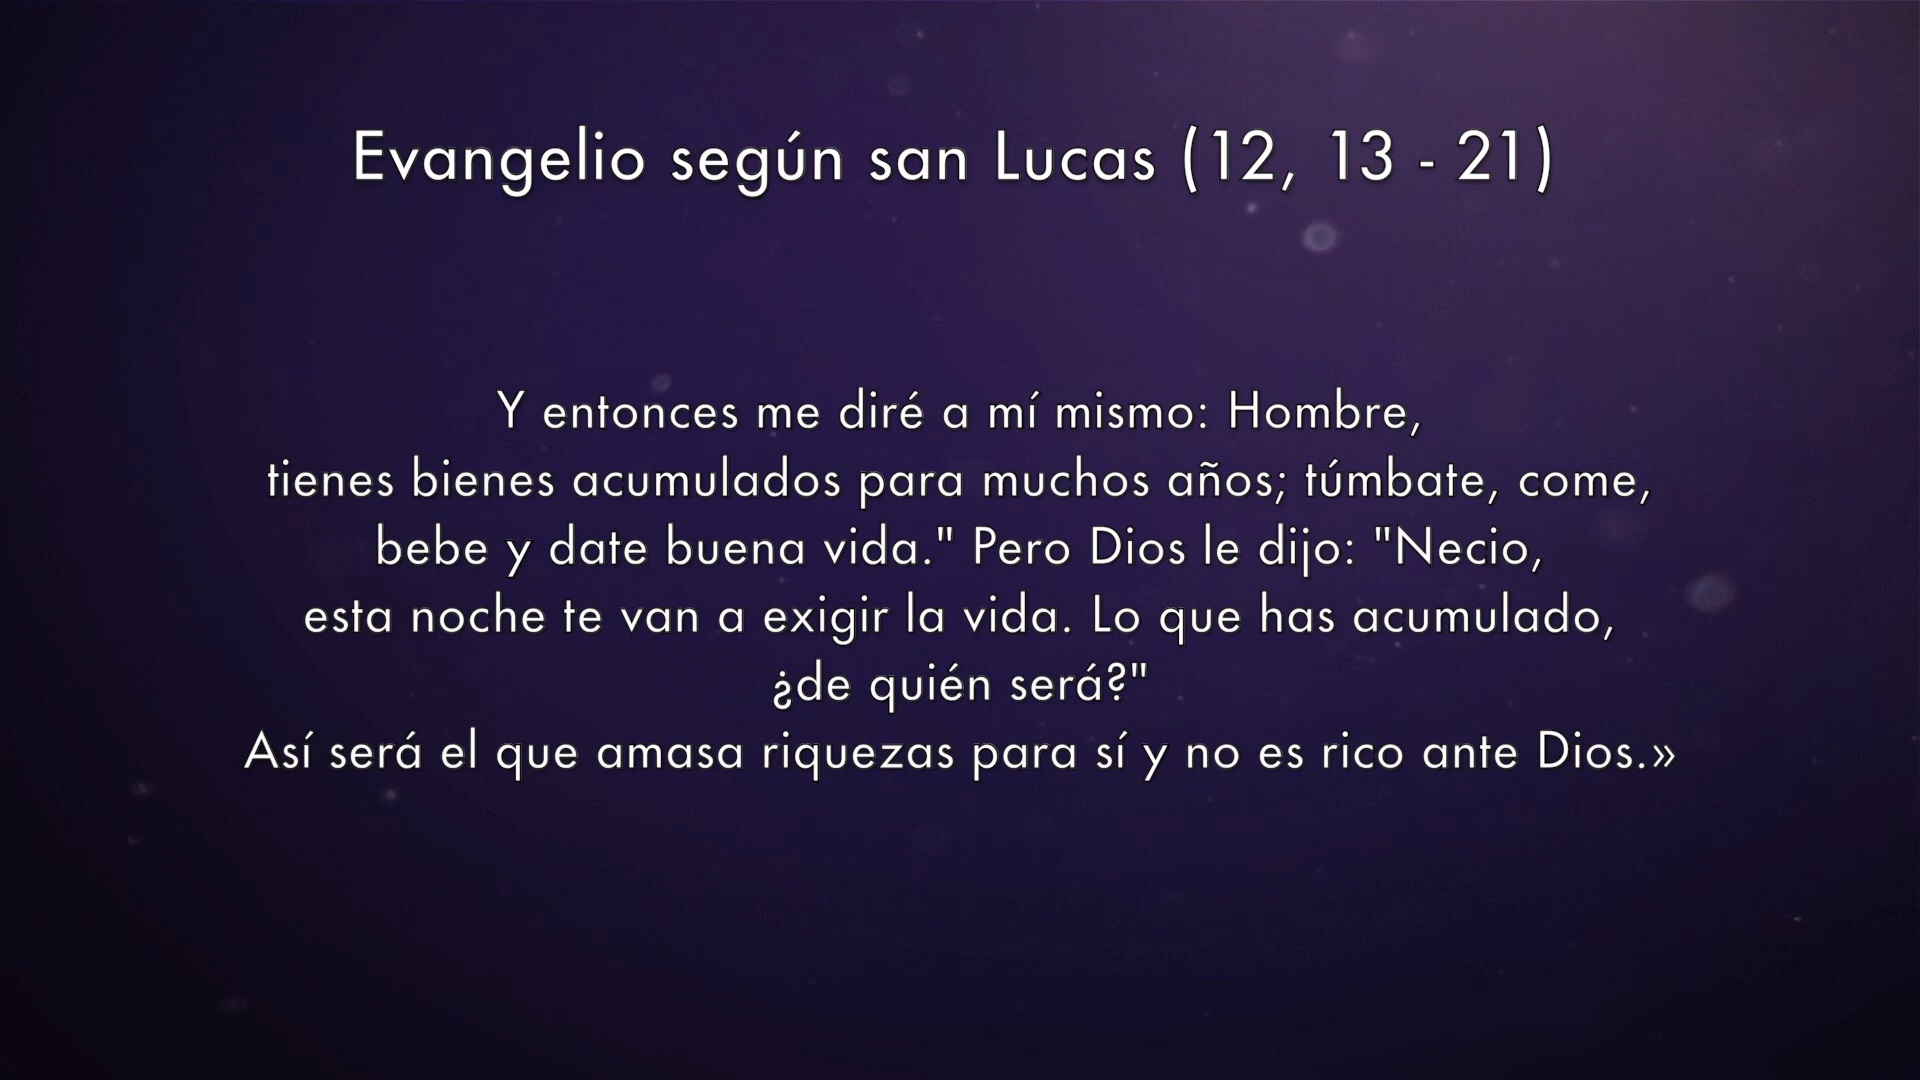 Evangelio según san Lucas (12, 13 - 21)
Y entonces me diré a mí mismo: Hombre,
tienes bienes acumulados para muchos años; túmbate, come,
bebe y date buena vida." Pero Dios le dijo: "Necio,
esta noche te van a exigir la vida. Lo que has acumulado,
¿de quién será?"
Así será el que amasa riquezas para sí y no es rico ante Dios.»